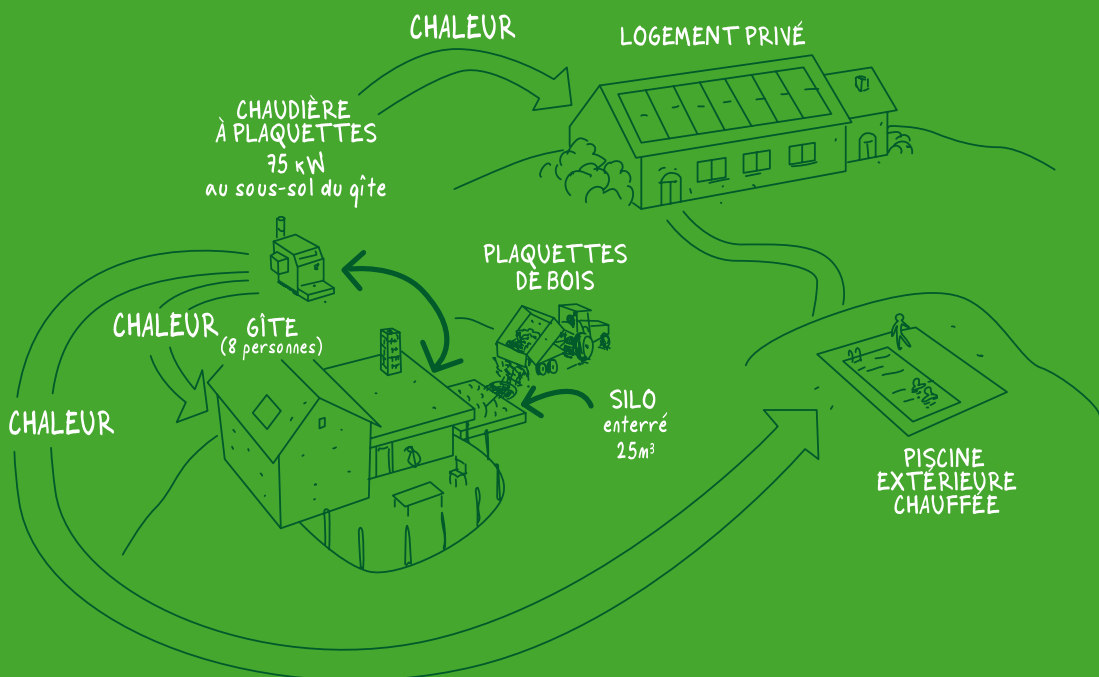 CHALEUR
LOGEMENT PRIVÉ
CHAUDIÈRE
À PLAQUETTES
75 KW
au sous-sol du gîte
PLAQUETTES
DE BOIS
CHALEUR
GÎTE
(8 personnes)
SILO
enterré
25m³
CHALEUR
PISCINE
EXTÉRIEURE
CHAUFFÉE